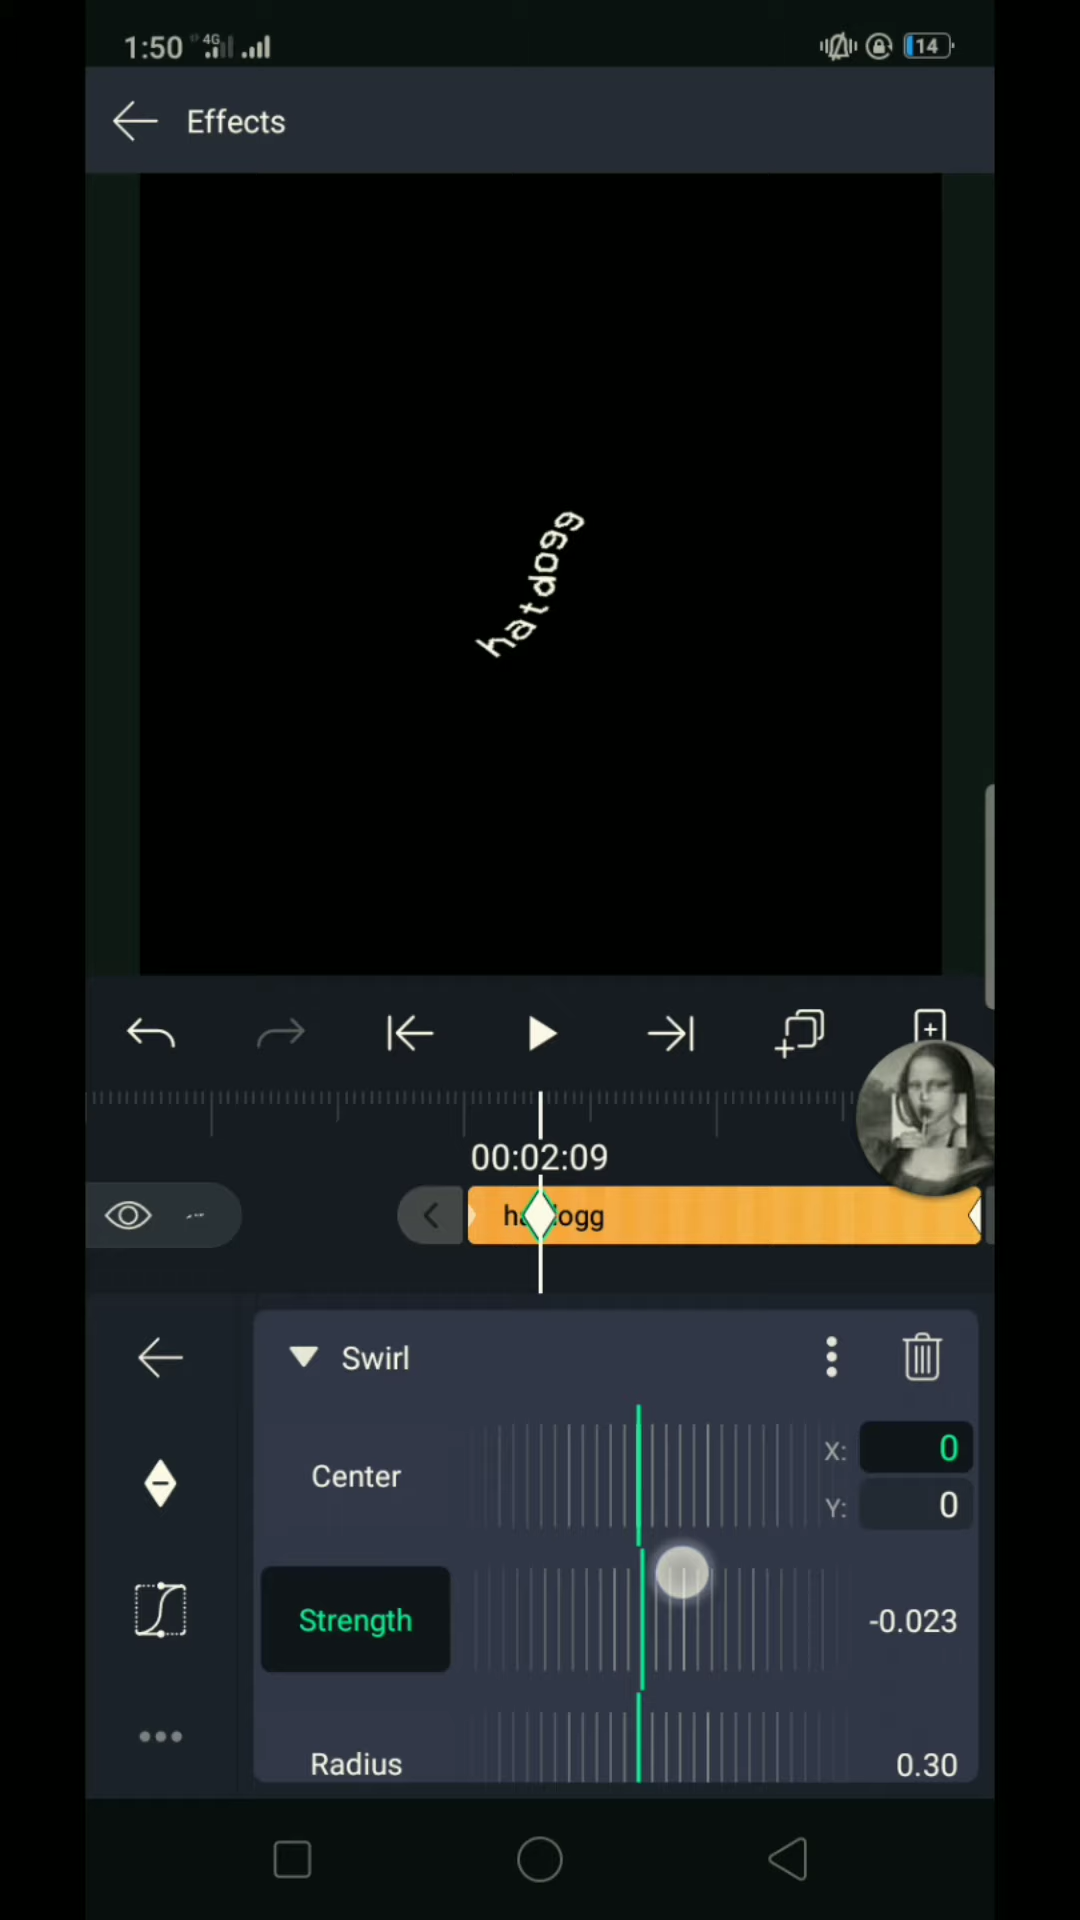 1:50 4G 14
Effects
hatdogg
00:02:09
hatdogg
Swirl
Center
X: 0
Y: 0
Strength
-0.023
Radius
0.30